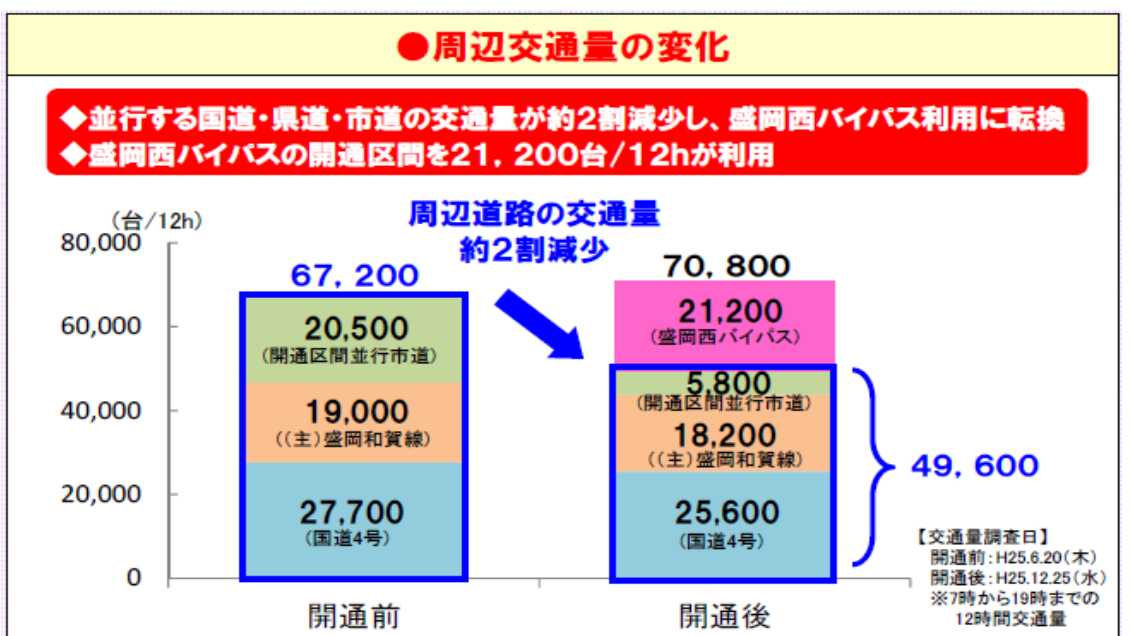 ●周辺交通量の変化
◆並行する国道・県道・市道の交通量が約2割減少し、盛岡西バイパス利用に転換
◆盛岡西バイパスの開通区間を21,200台/12hが利用
(台/12h)
周辺道路の交通量
約2割減少
80,000
60,000
40,000
20,000
0
67,200
20,500
(開通区間並行市道)
19,000
((主)盛岡和賀線)
27,700
(国道4号)
開通前
70,800
21,200
(盛岡西バイパス)
5,800
(開通区間並行市道)
18,200
((主)盛岡和賀線)
25,600
(国道4号)
開通後
49,600
【交通量調査日】
開通前:H25.6.20(木)
開通後:H25.12.25(水)
※7時から19時までの
12時間交通量